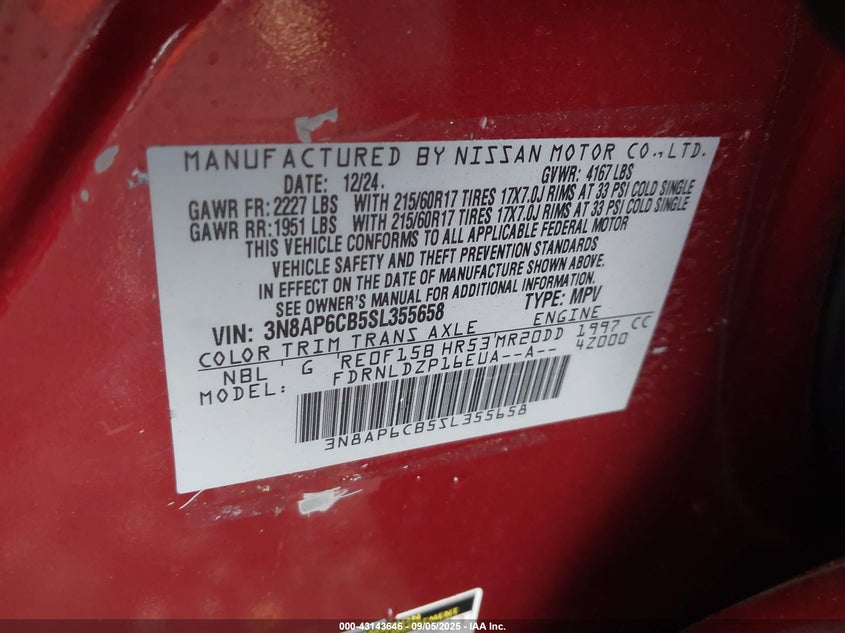 MANUFACTURED BY NISSAN MOTOR CO.,LTD.
DATE: 12/24. GVWR: 4167 LBS
GAWR FR: 2227 LBS WITH 215/60R17 TIRES 17X7.0J RIMS AT 33 PSI COLD SINGLE
GAWR RR: 1951 LBS WITH 215/60R17 TIRES 17X7.0J RIMS AT 33 PSI COLD SINGLE
THIS VEHICLE CONFORMS TO ALL APPLICABLE FEDERAL MOTOR
VEHICLE SAFETY AND THEFT PREVENTION STANDARDS
IN EFFECT ON THE DATE OF MANUFACTURE SHOWN ABOVE.
SEE OWNER'S MANUAL FOR ADDITIONAL INFORMATION.
VIN: 3N8AP6CB5SL355658 TYPE: MPV
COLOR TRIM TRANS AXLE ENGINE
NBL G RE0F15B HR53 MR20DD 1997 CC
MODEL: FDRNLDZP16EUA--A-- 4Z000
3N8AP6CB5SL355658
000-43143646 - 09/05/2025 - IAA Inc.